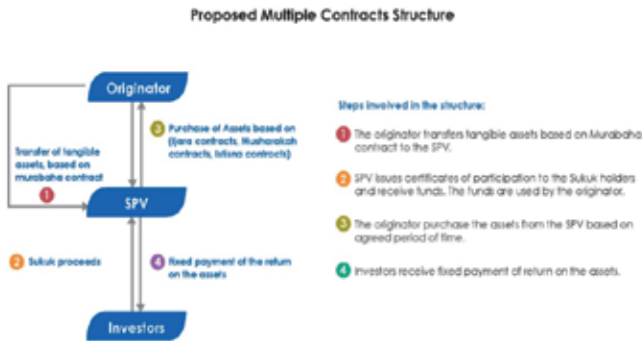 Proposed Multiple Contracts Structure
Originator
3 Purchase of Assets based on
(Ijara contracts, Musharakah
contracts, Istisna contracts)
Transfer of tangible
assets, based on
murabaha contract
1
SPV
2 Sukuk proceeds
4 Fixed payment of the return
on the assets
Investors
Steps involved in the structure:
1 The originator transfers tangible assets based on Murabaha
contract to the SPV.
2 SPV issues certificates of participation to the Sukuk holders
and receive funds. The funds are used by the originator.
3 The originator purchase the assets from the SPV based on
agreed period of time.
4 Investors receive fixed payment of return on the assets.